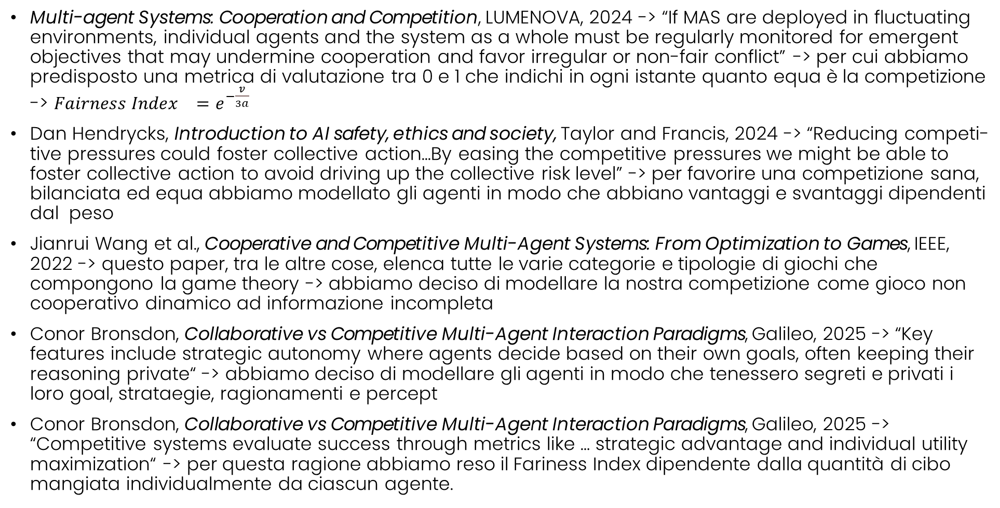 • Multi-agent Systems: Cooperation and Competition, LUMENOVA, 2024 -> “If MAS are deployed in fluctuating
environments, individual agents and the system as a whole must be regularly monitored for emergent
objectives that may undermine cooperation and favor irregular or non-fair conflict” -> per cui abbiamo
predisposto una metrica di valutazione tra 0 e 1 che indichi in ogni istante quanto equa è la competizione
-> Fairness Index = e^{-\frac{v}{3a}}
• Dan Hendrycks, Introduction to AI safety, ethics and society, Taylor and Francis, 2024 -> “Reducing competi-
tive pressures could foster collective action…By easing the competitive pressures we might be able to
foster collective action to avoid driving up the collective risk level” -> per favorire una competizione sana,
bilanciata ed equa abbiamo modellato gli agenti in modo che abbiano vantaggi e svantaggi dipendenti
dal peso
• Jianrui Wang et al., Cooperative and Competitive Multi-Agent Systems: From Optimization to Games, IEEE,
2022 -> questo paper, tra le altre cose, elenca tutte le varie categorie e tipologie di giochi che
compongono la game theory -> abbiamo deciso di modellare la nostra competizione come gioco non
cooperativo dinamico ad informazione incompleta
• Conor Bronsdon, Collaborative vs Competitive Multi-Agent Interaction Paradigms, Galileo, 2025 -> “Key
features include strategic autonomy where agents decide based on their own goals, often keeping their
reasoning private“ -> abbiamo deciso di modellare gli agenti in modo che tenessero segreti e privati i
loro goal, strataegie, ragionamenti e percept
• Conor Bronsdon, Collaborative vs Competitive Multi-Agent Interaction Paradigms, Galileo, 2025 ->
“Competitive systems evaluate success through metrics like … strategic advantage and individual utility
maximization“ -> per questa ragione abbiamo reso il Fariness Index dipendente dalla quantità di cibo
mangiata individualmente da ciascun agente.